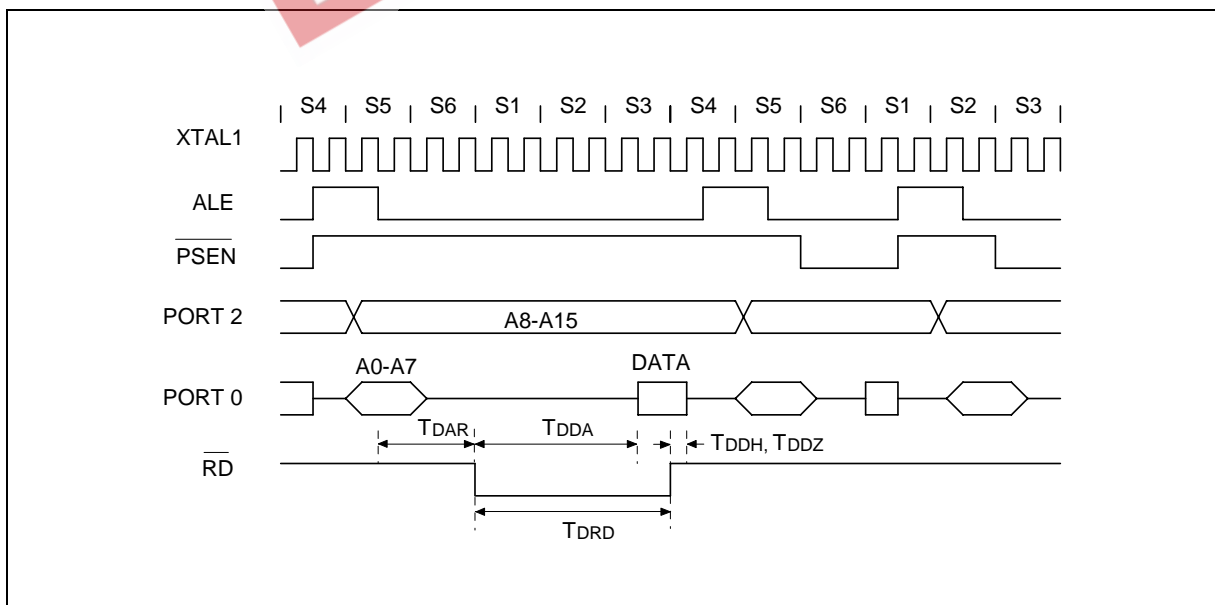 S4 S5 S6 S1 S2 S3 S4 S5 S6 S1 S2 S3
XTAL1
ALE
PSEN
PORT 2
A8-A15
A0-A7
DATA
PORT 0
TDAR
TDDA
TDDH, TDDZ
RD
TDRD